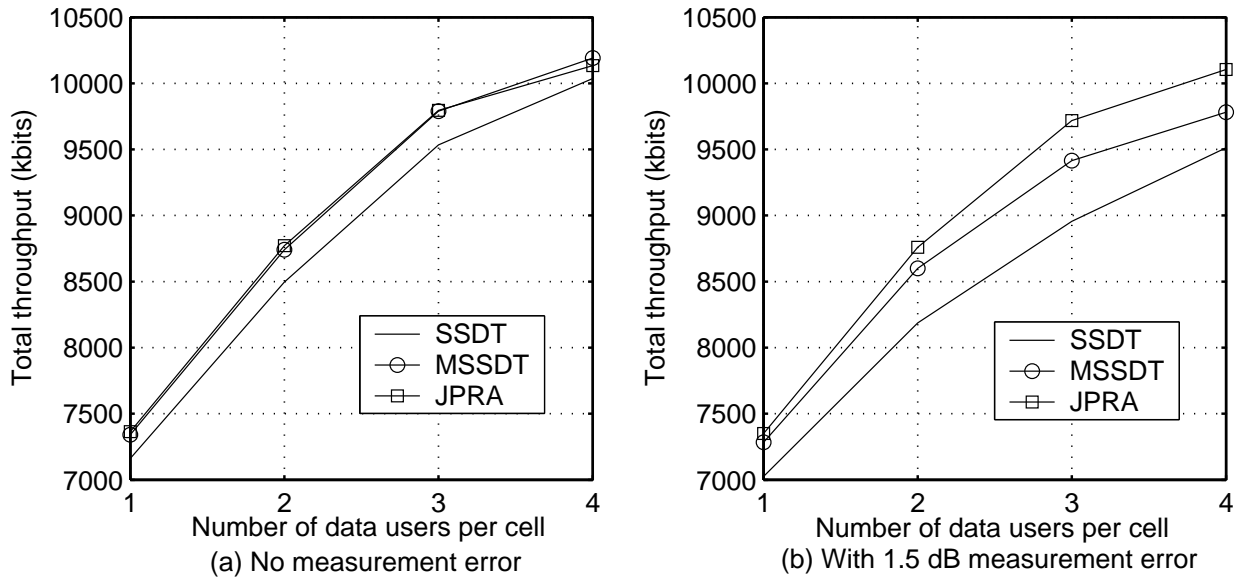 10500
10000
9500
9000
8500
8000
7500
7000
Total throughput (kbits)
SSDT
MSSDT
JPRA
1 2 3 4
Number of data users per cell
(a) No measurement error
10500
10000
9500
9000
8500
8000
7500
7000
Total throughput (kbits)
SSDT
MSSDT
JPRA
1 2 3 4
Number of data users per cell
(b) With 1.5 dB measurement error